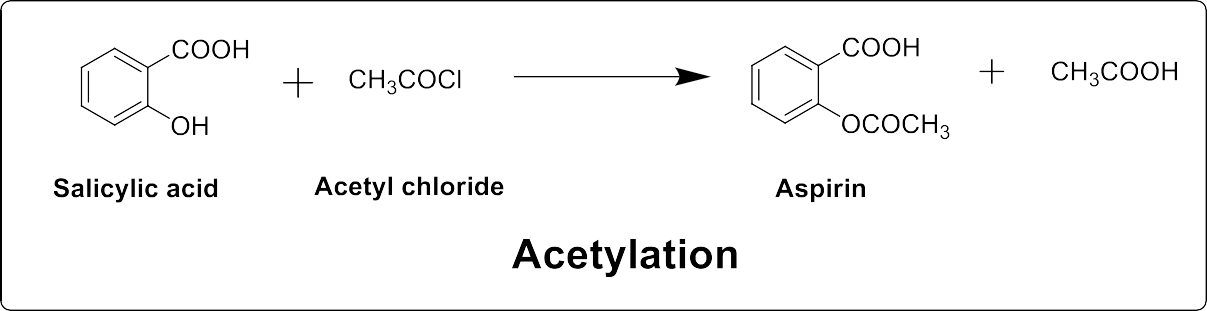 COOH
OH
+
CH₃COCl
COOH
OCOCH₃
+
CH₃COOH
Salicylic acid
Acetyl chloride
Aspirin
Acetylation